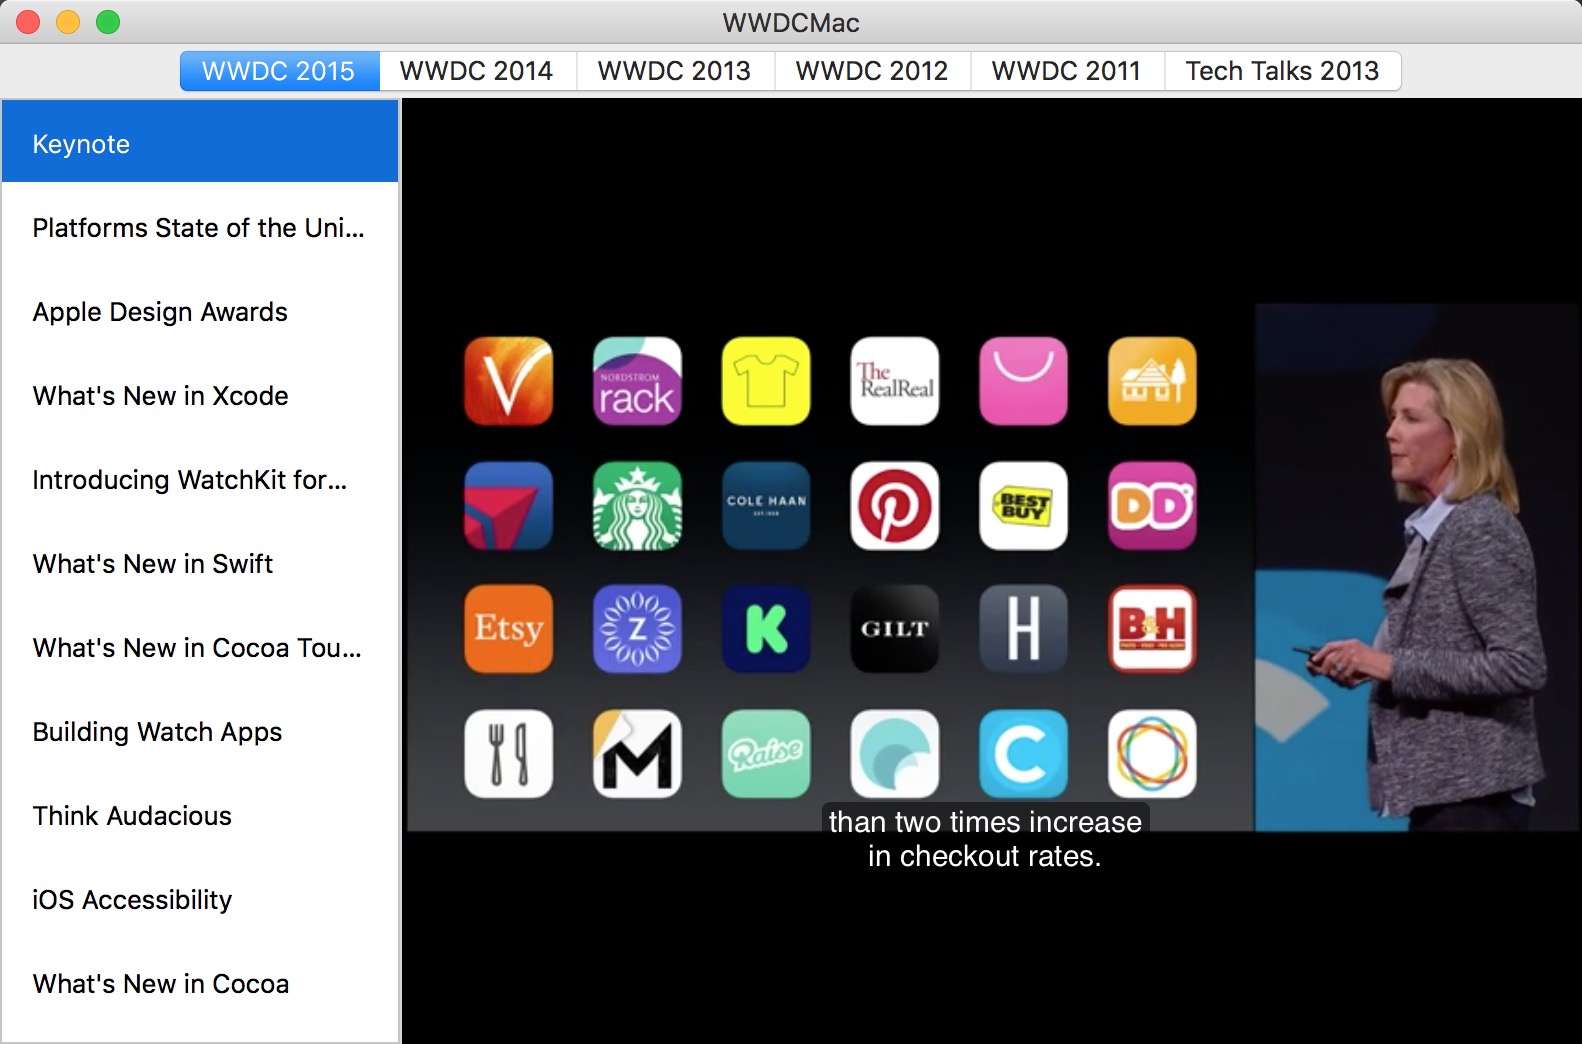 WWDCMac
WWDC 2015
WWDC 2014
WWDC 2013
WWDC 2012
WWDC 2011
Tech Talks 2013
Keynote
Platforms State of the Uni...
Apple Design Awards
What's New in Xcode
Introducing WatchKit for...
What's New in Swift
What's New in Cocoa Tou...
Building Watch Apps
Think Audacious
iOS Accessibility
What's New in Cocoa
V
NORDSTROM
rack
The
RealReal
COLE HAAN
BEST
BUY
DD
Etsy
Z
K
GILT
H
B&H
M
Raise
C
than two times increase
in checkout rates.